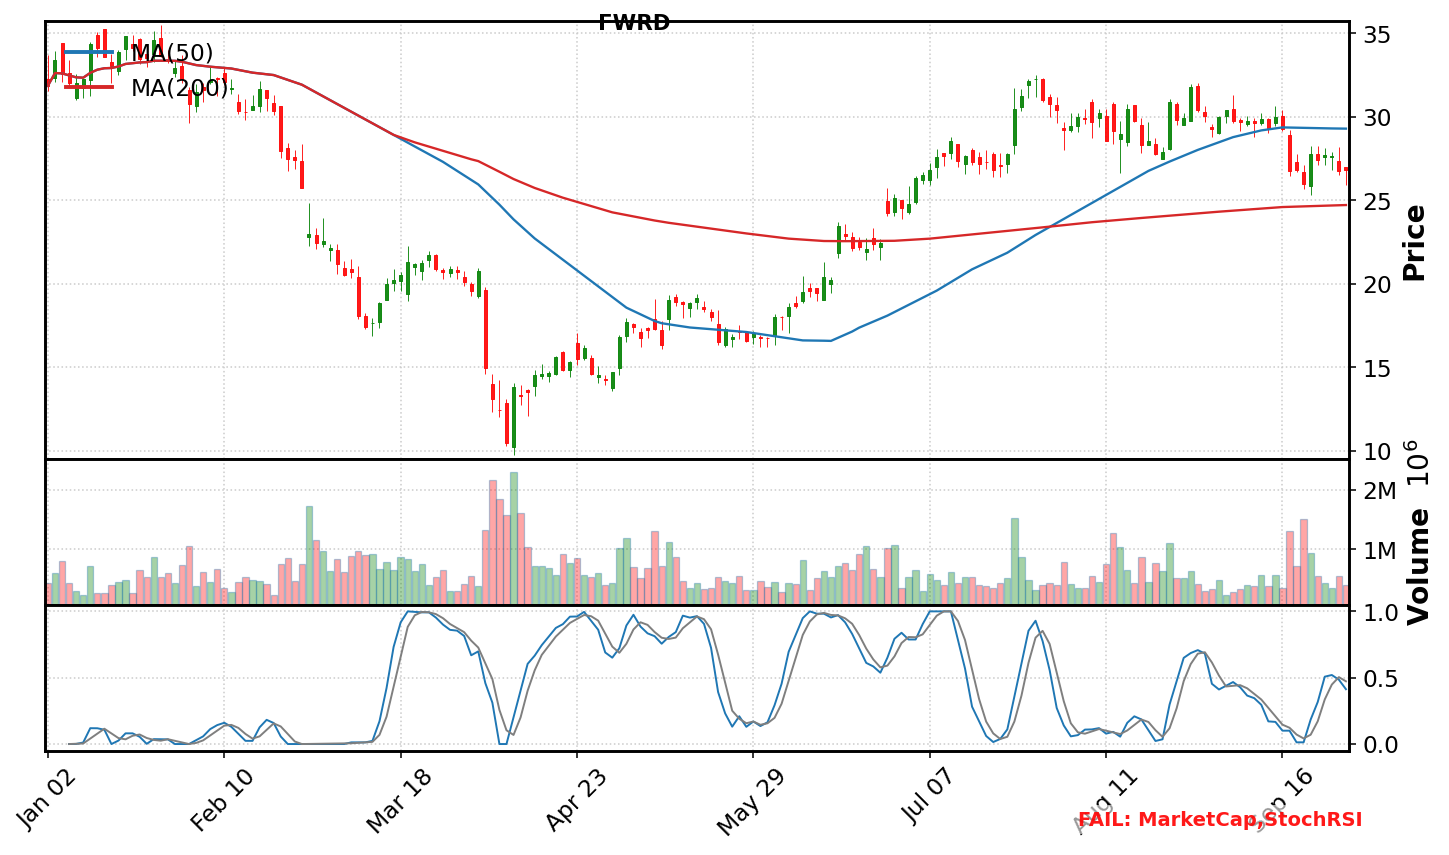 FWRD
MA(50)
MA(200)
35
30
25
20
15
10
Price
2M
1M
Volume 10^6
1.0
0.5
0.0
Jan 02
Feb 10
Mar 18
Apr 23
May 29
Jul 07
Aug 11
Sep 16
FAIL: MarketCap,StochRSI